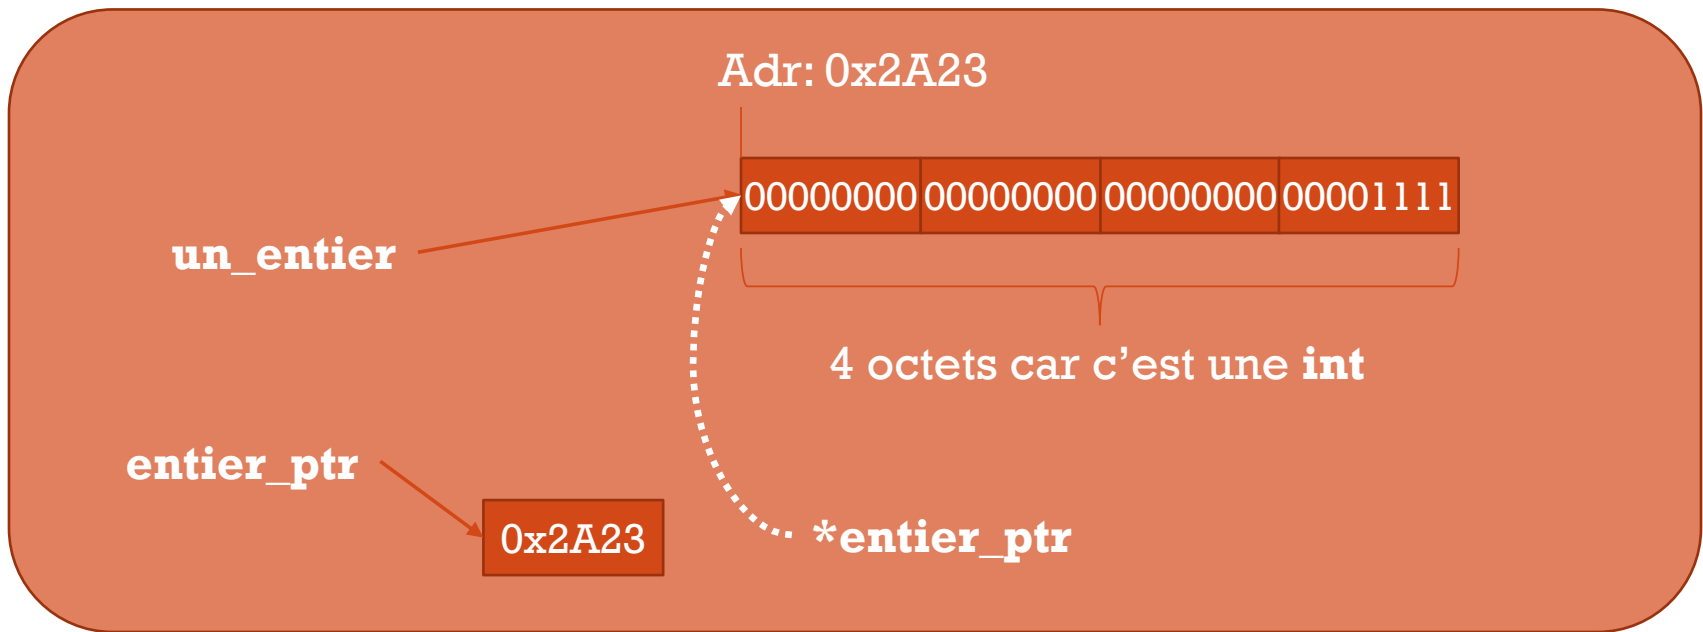 Adr: 0x2A23
00000000 00000000 00000000 00001111
un_entier
4 octets car c’est une int
entier_ptr
0x2A23
*entier_ptr